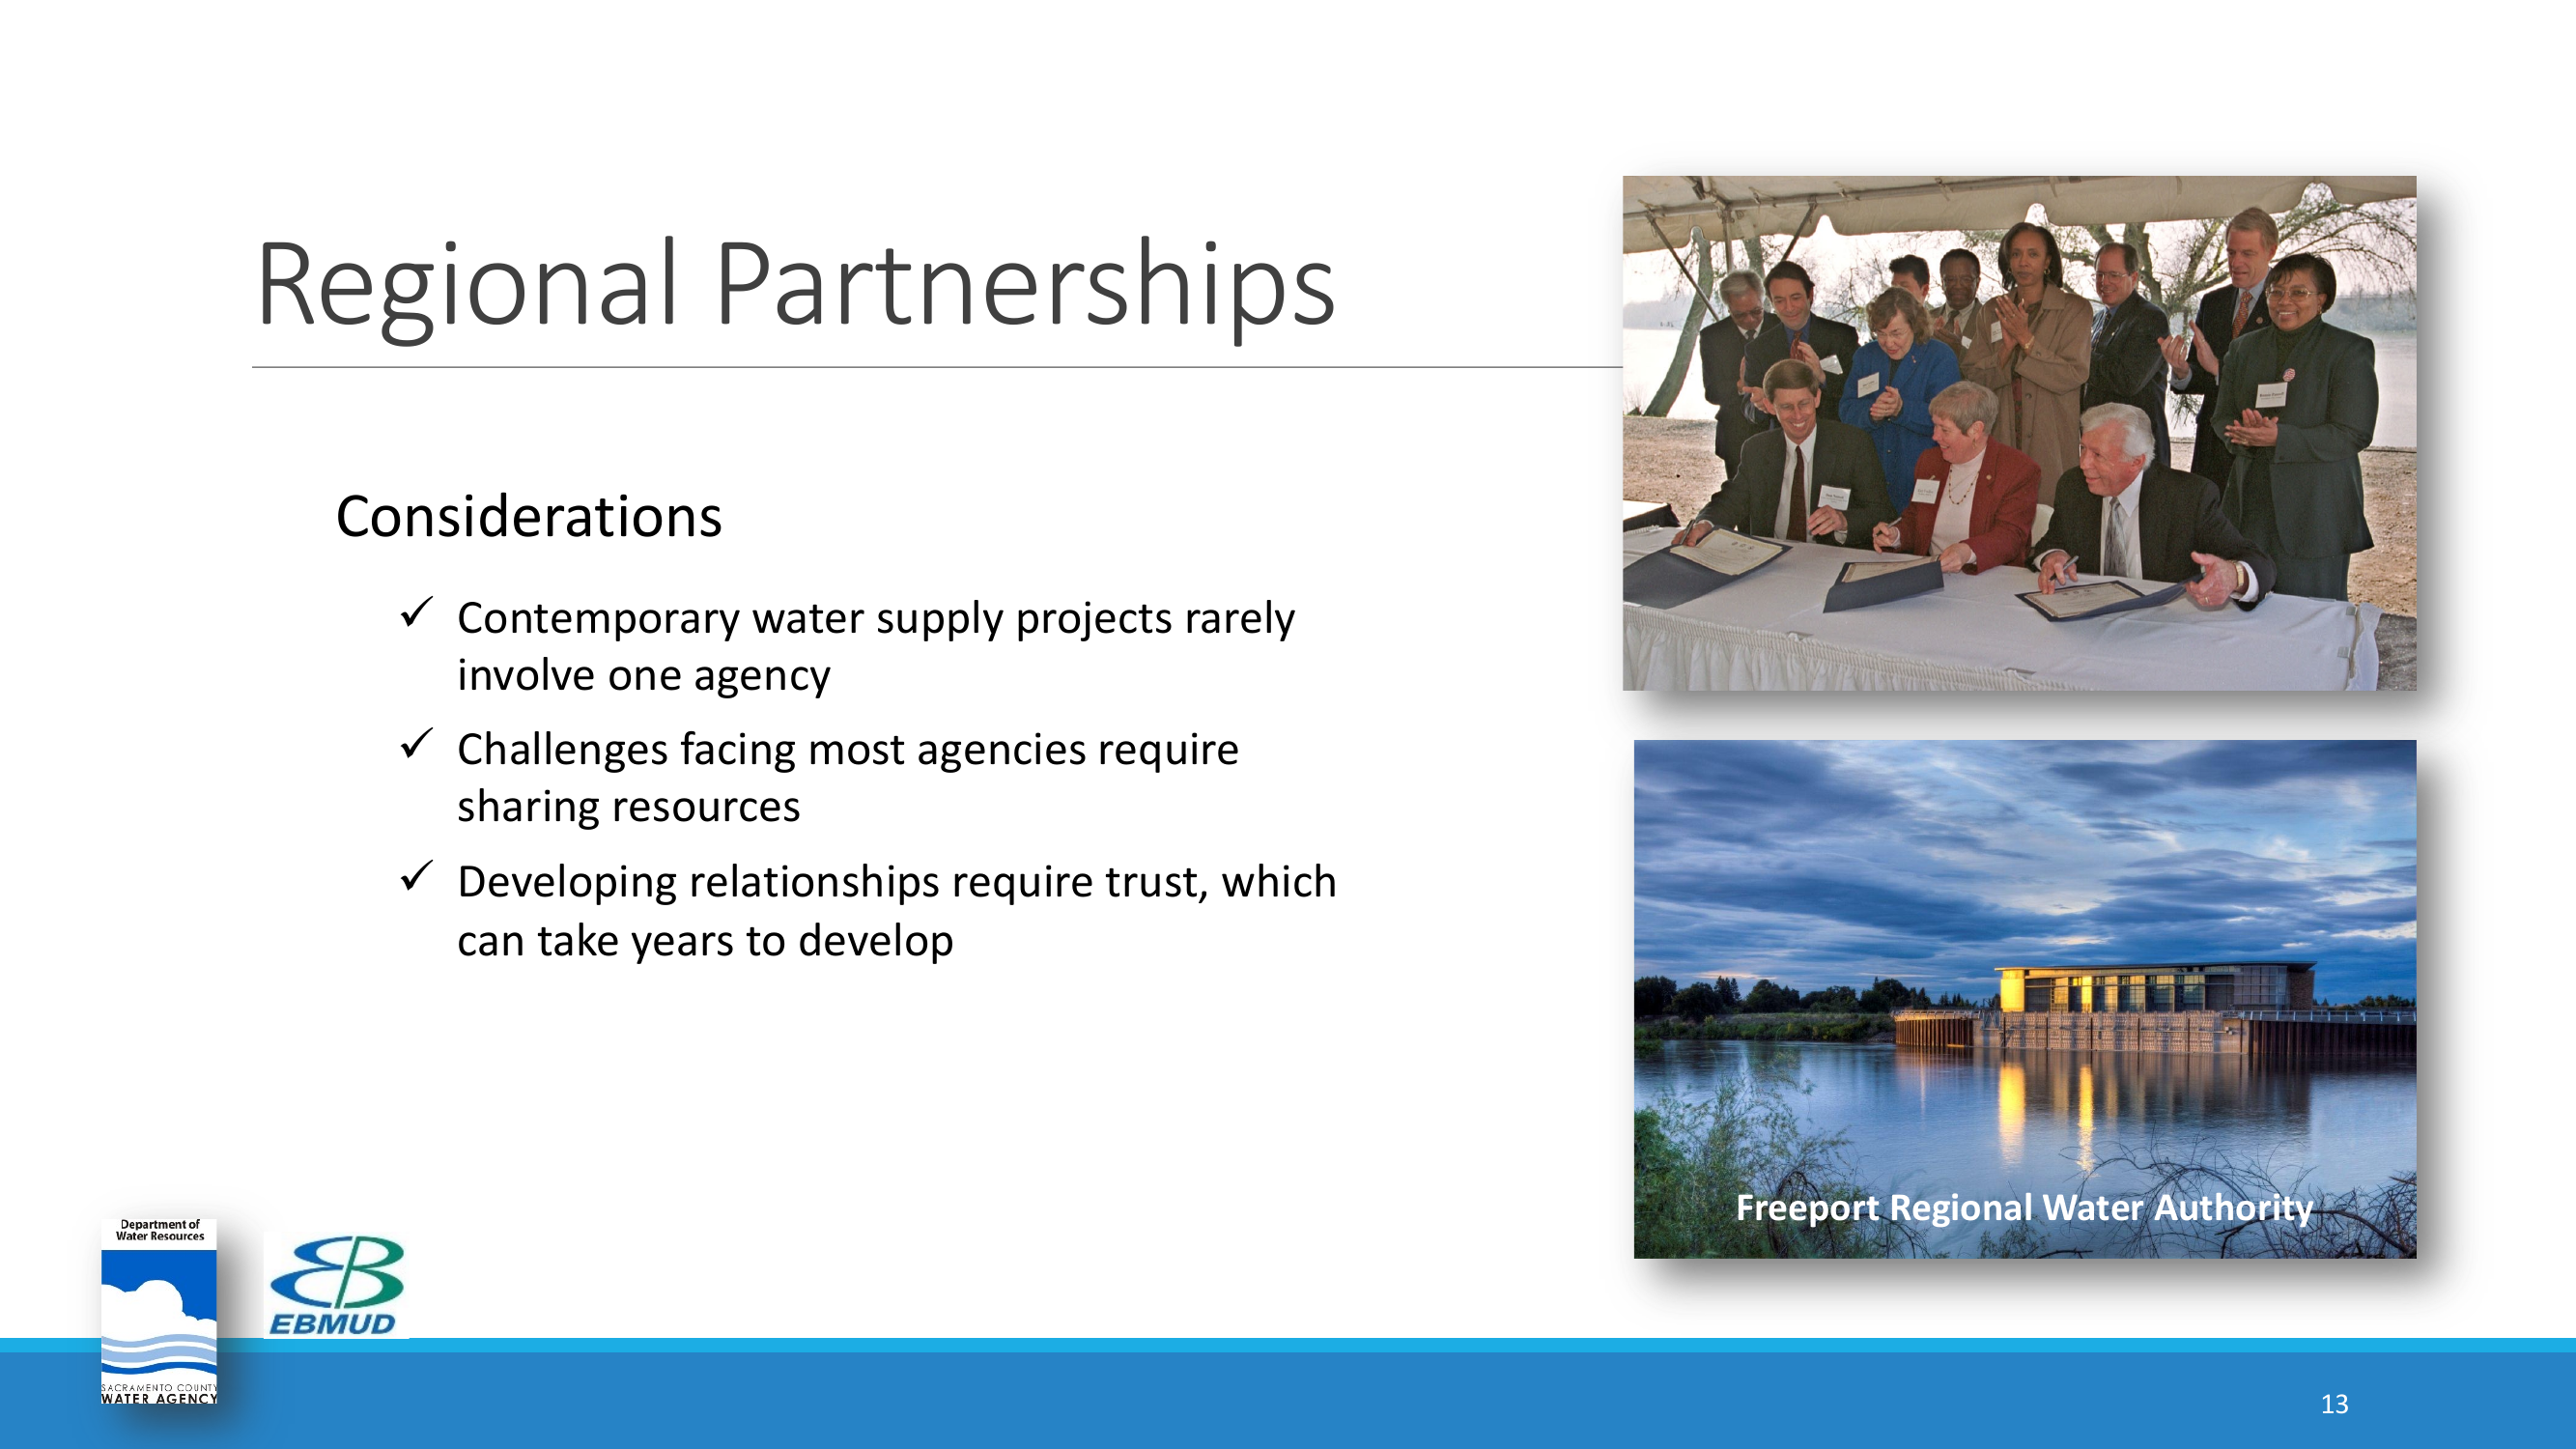 Regional Partnerships
Considerations
✓ Contemporary water supply projects rarely
involve one agency
✓ Challenges facing most agencies require
sharing resources
✓ Developing relationships require trust, which
can take years to develop
Freeport Regional Water Authority
Department of
Water Resources
SACRAMENTO COUNTY
WATER AGENCY
EBMUD
13